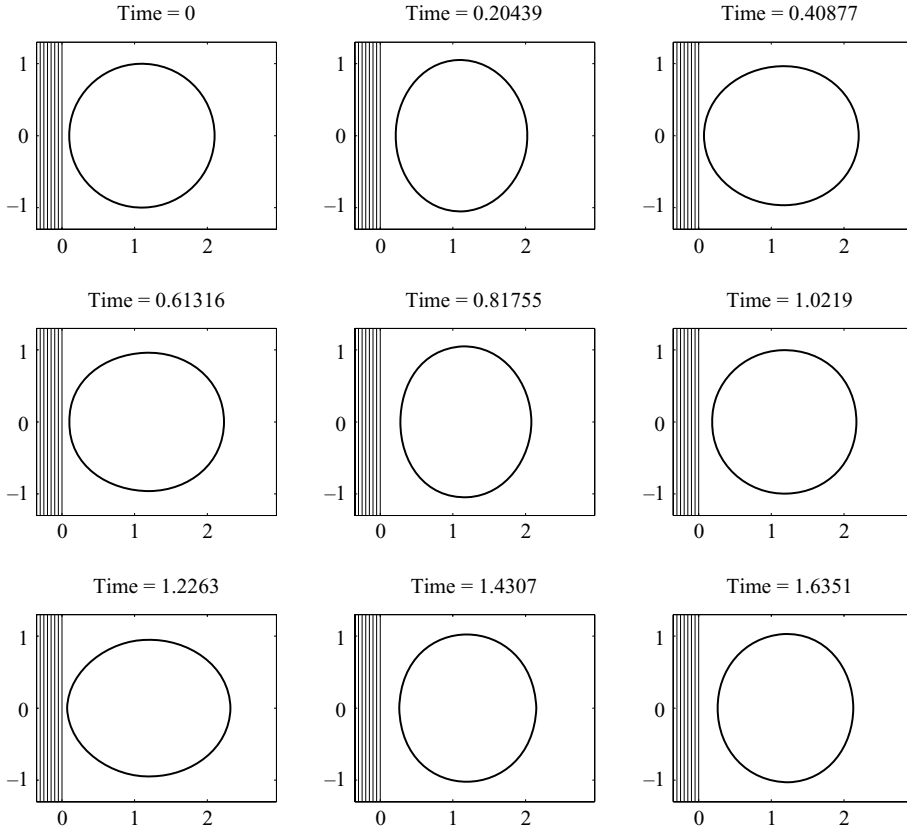 Time = 0 Time = 0.20439 Time = 0.40877
1 1 1
0 0 0
–1 –1 –1
0 1 2 0 1 2 0 1 2
Time = 0.61316 Time = 0.81755 Time = 1.0219
1 1 1
0 0 0
–1 –1 –1
0 1 2 0 1 2 0 1 2
Time = 1.2263 Time = 1.4307 Time = 1.6351
1 1 1
0 0 0
–1 –1 –1
0 1 2 0 1 2 0 1 2